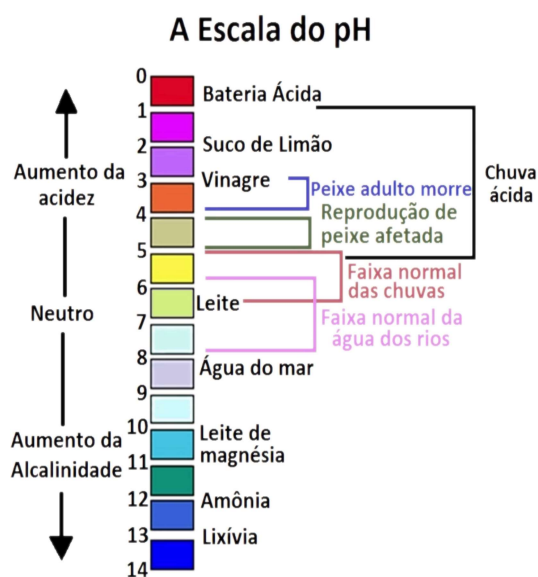 A Escala do pH
0
Bateria Ácida
1
2
Suco de Limão
3
Vinagre
Peixe adulto morre
4
Reprodução de
peixe afetada
5
Faixa normal
das chuvas
6
Leite
7
Faixa normal da
água dos rios
8
Água do mar
9
10
Leite de
magnésia
11
12
Amônia
13
Lixívia
14
Chuva
ácida
Aumento da
acidez
Neutro
Aumento da
Alcalinidade